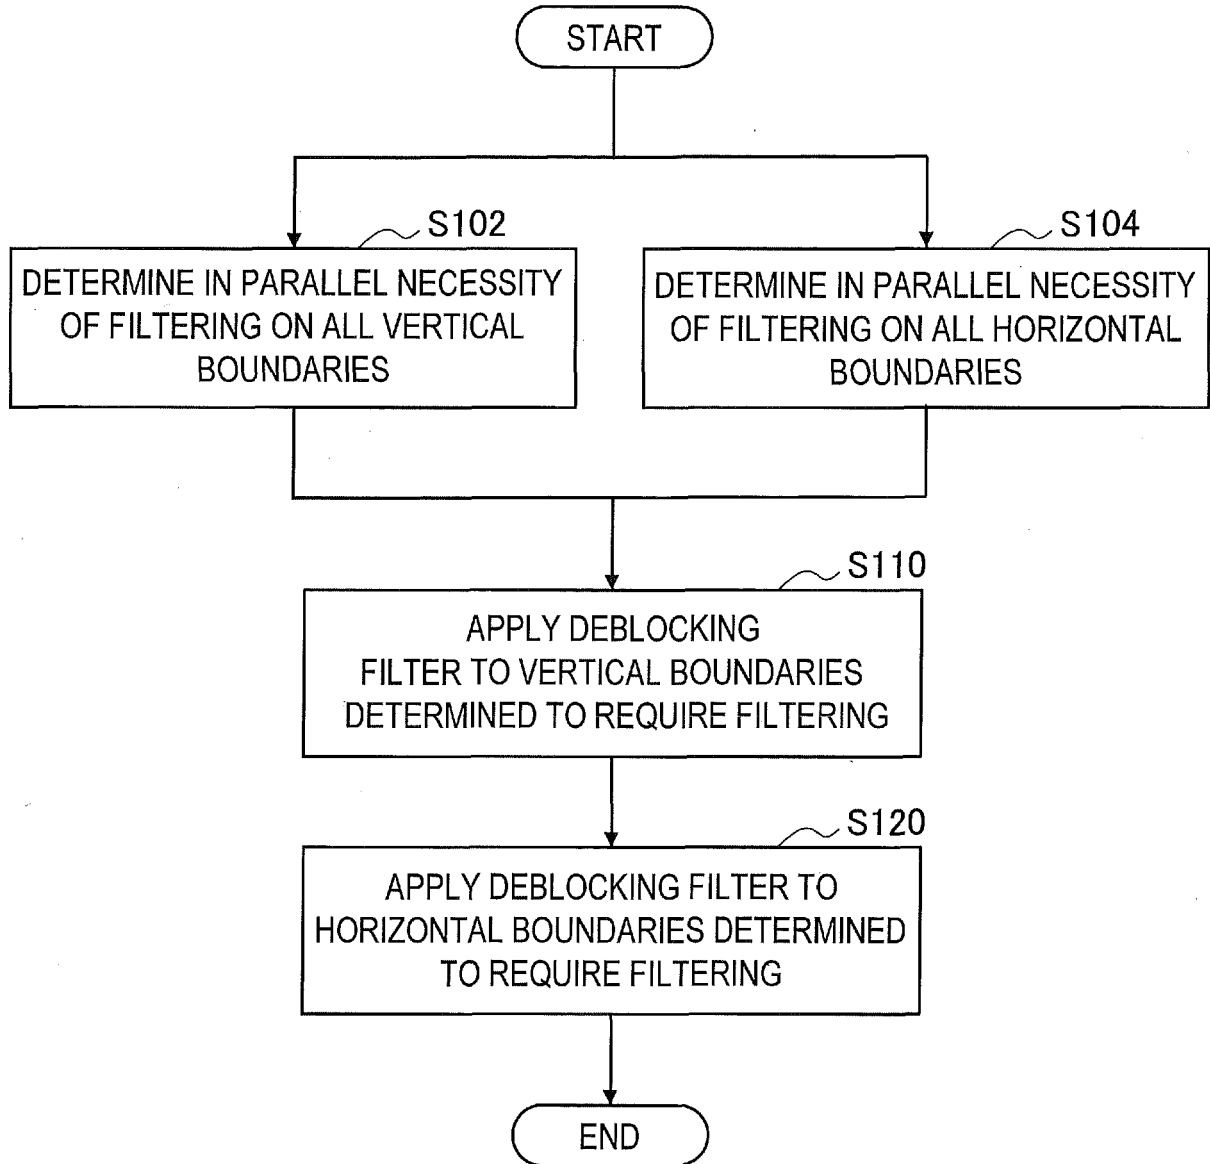 START
S102
DETERMINE IN PARALLEL NECESSITY
OF FILTERING ON ALL VERTICAL
BOUNDARIES
S104
DETERMINE IN PARALLEL NECESSITY
OF FILTERING ON ALL HORIZONTAL
BOUNDARIES
S110
APPLY DEBLOCKING
FILTER TO VERTICAL BOUNDARIES
DETERMINED TO REQUIRE FILTERING
S120
APPLY DEBLOCKING FILTER TO
HORIZONTAL BOUNDARIES DETERMINED
TO REQUIRE FILTERING
END